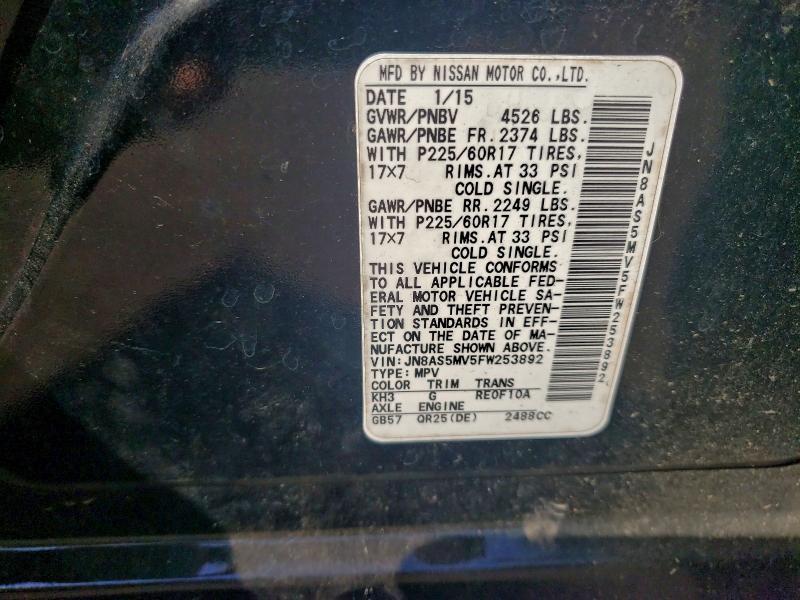 MFD BY NISSAN MOTOR CO.,LTD.
DATE 1/15
GVWR/PNBV 4526 LBS.
GAWR/PNBE FR. 2374 LBS.
WITH P225/60R17 TIRES,
17×7 RIMS. AT 33 PSI
COLD SINGLE.
GAWR/PNBE RR. 2249 LBS.
WITH P225/60R17 TIRES,
17×7 RIMS. AT 33 PSI
COLD SINGLE.
THIS VEHICLE CONFORMS
TO ALL APPLICABLE FED-
ERAL MOTOR VEHICLE SA-
FETY AND THEFT PREVEN-
TION STANDARDS IN EFF-
ECT ON THE DATE OF MA-
NUFACTURE SHOWN ABOVE.
VIN: JN8AS5MV5FW253892
TYPE: MPV
COLOR TRIM TRANS
KH3 G RE0F10A
AXLE ENGINE
GB57 QR25(DE) 2488CC
JN8AS5MV5FW253892